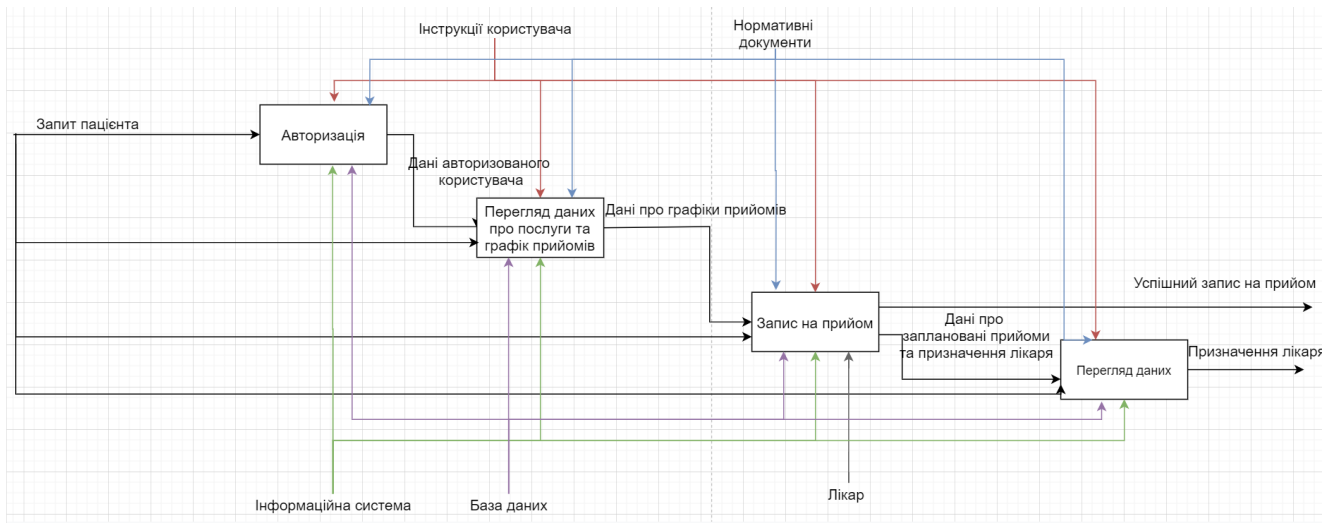 Інструкції користувача
Нормативні
документи
Запит пацієнта
Авторизація
Дані авторизованого
користувача
Перегляд даних
про послуги та
графік прийомів
Дані про графіки прийомів
Запис на прийом
Успішний запис на прийом
Дані про
заплановані прийоми
та призначення лікаря
Перегляд даних
Призначення лікаря
Інформаційна система
База даних
Лікар